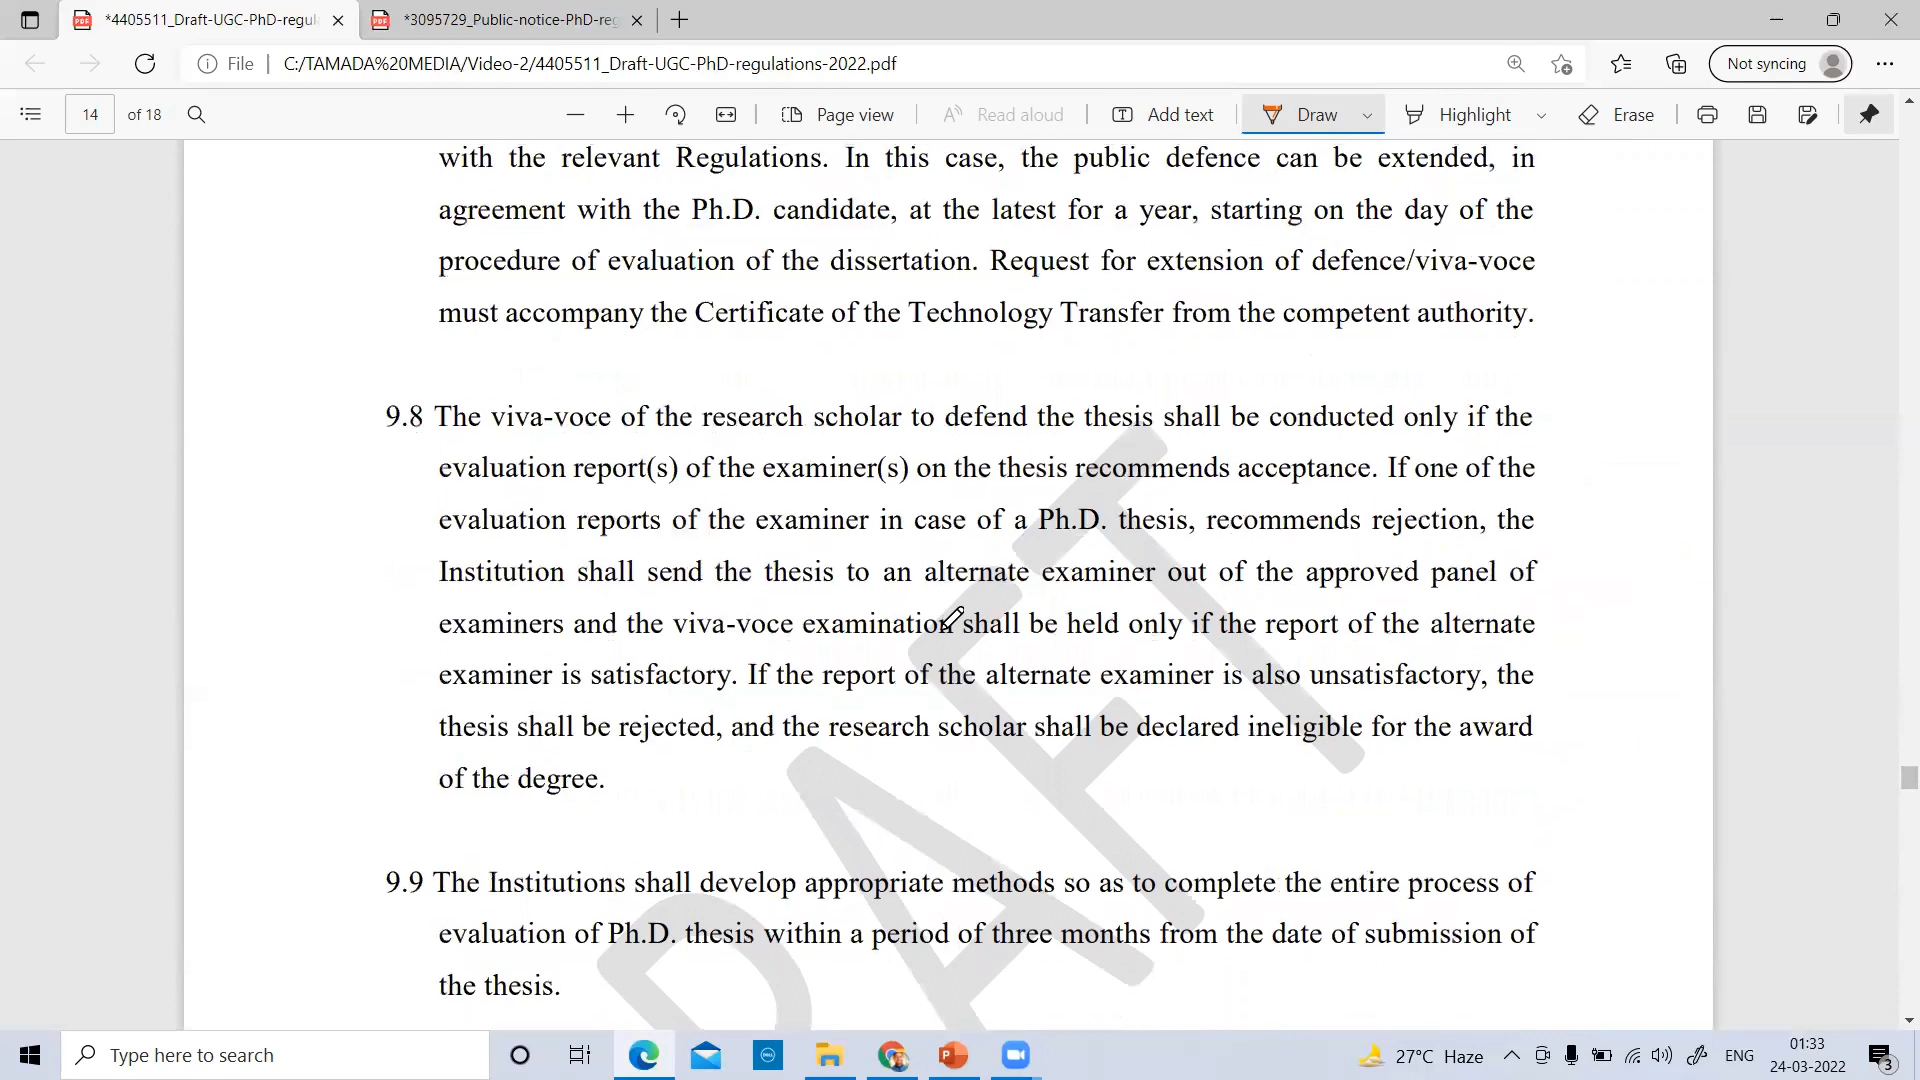 *4405511_Draft-UGC-PhD-regul
*3095729_Public-notice-PhD-reg
File
C:/TAMADA%20MEDIA/Video-2/4405511_Draft-UGC-PhD-regulations-2022.pdf
Not syncing
14 of 18
Page view
Read aloud
Add text
Draw
Highlight
Erase
with the relevant Regulations. In this case, the public defence can be extended, in
agreement with the Ph.D. candidate, at the latest for a year, starting on the day of the
procedure of evaluation of the dissertation. Request for extension of defence/viva-voce
must accompany the Certificate of the Technology Transfer from the competent authority.
9.8 The viva-voce of the research scholar to defend the thesis shall be conducted only if the
evaluation report(s) of the examiner(s) on the thesis recommends acceptance. If one of the
evaluation reports of the examiner in case of a Ph.D. thesis, recommends rejection, the
Institution shall send the thesis to an alternate examiner out of the approved panel of
examiners and the viva-voce examination shall be held only if the report of the alternate
examiner is satisfactory. If the report of the alternate examiner is also unsatisfactory, the
thesis shall be rejected, and the research scholar shall be declared ineligible for the award
of the degree.
9.9 The Institutions shall develop appropriate methods so as to complete the entire process of
evaluation of Ph.D. thesis within a period of three months from the date of submission of
the thesis.
DRAFT
Type here to search
27°C Haze
ENG
01:33
24-03-2022
3